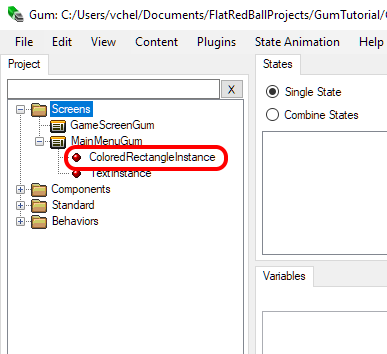 Gum: C:/Users/vchel/Documents/FlatRedBallProjects/GumTutorial/
File Edit View Content Plugins State Animation Help
Project
X
Screens
GameScreenGum
MainMenuGum
ColoredRectangleInstance
TextInstance
Components
Standard
Behaviors
States
Single State
Combine States
Variables